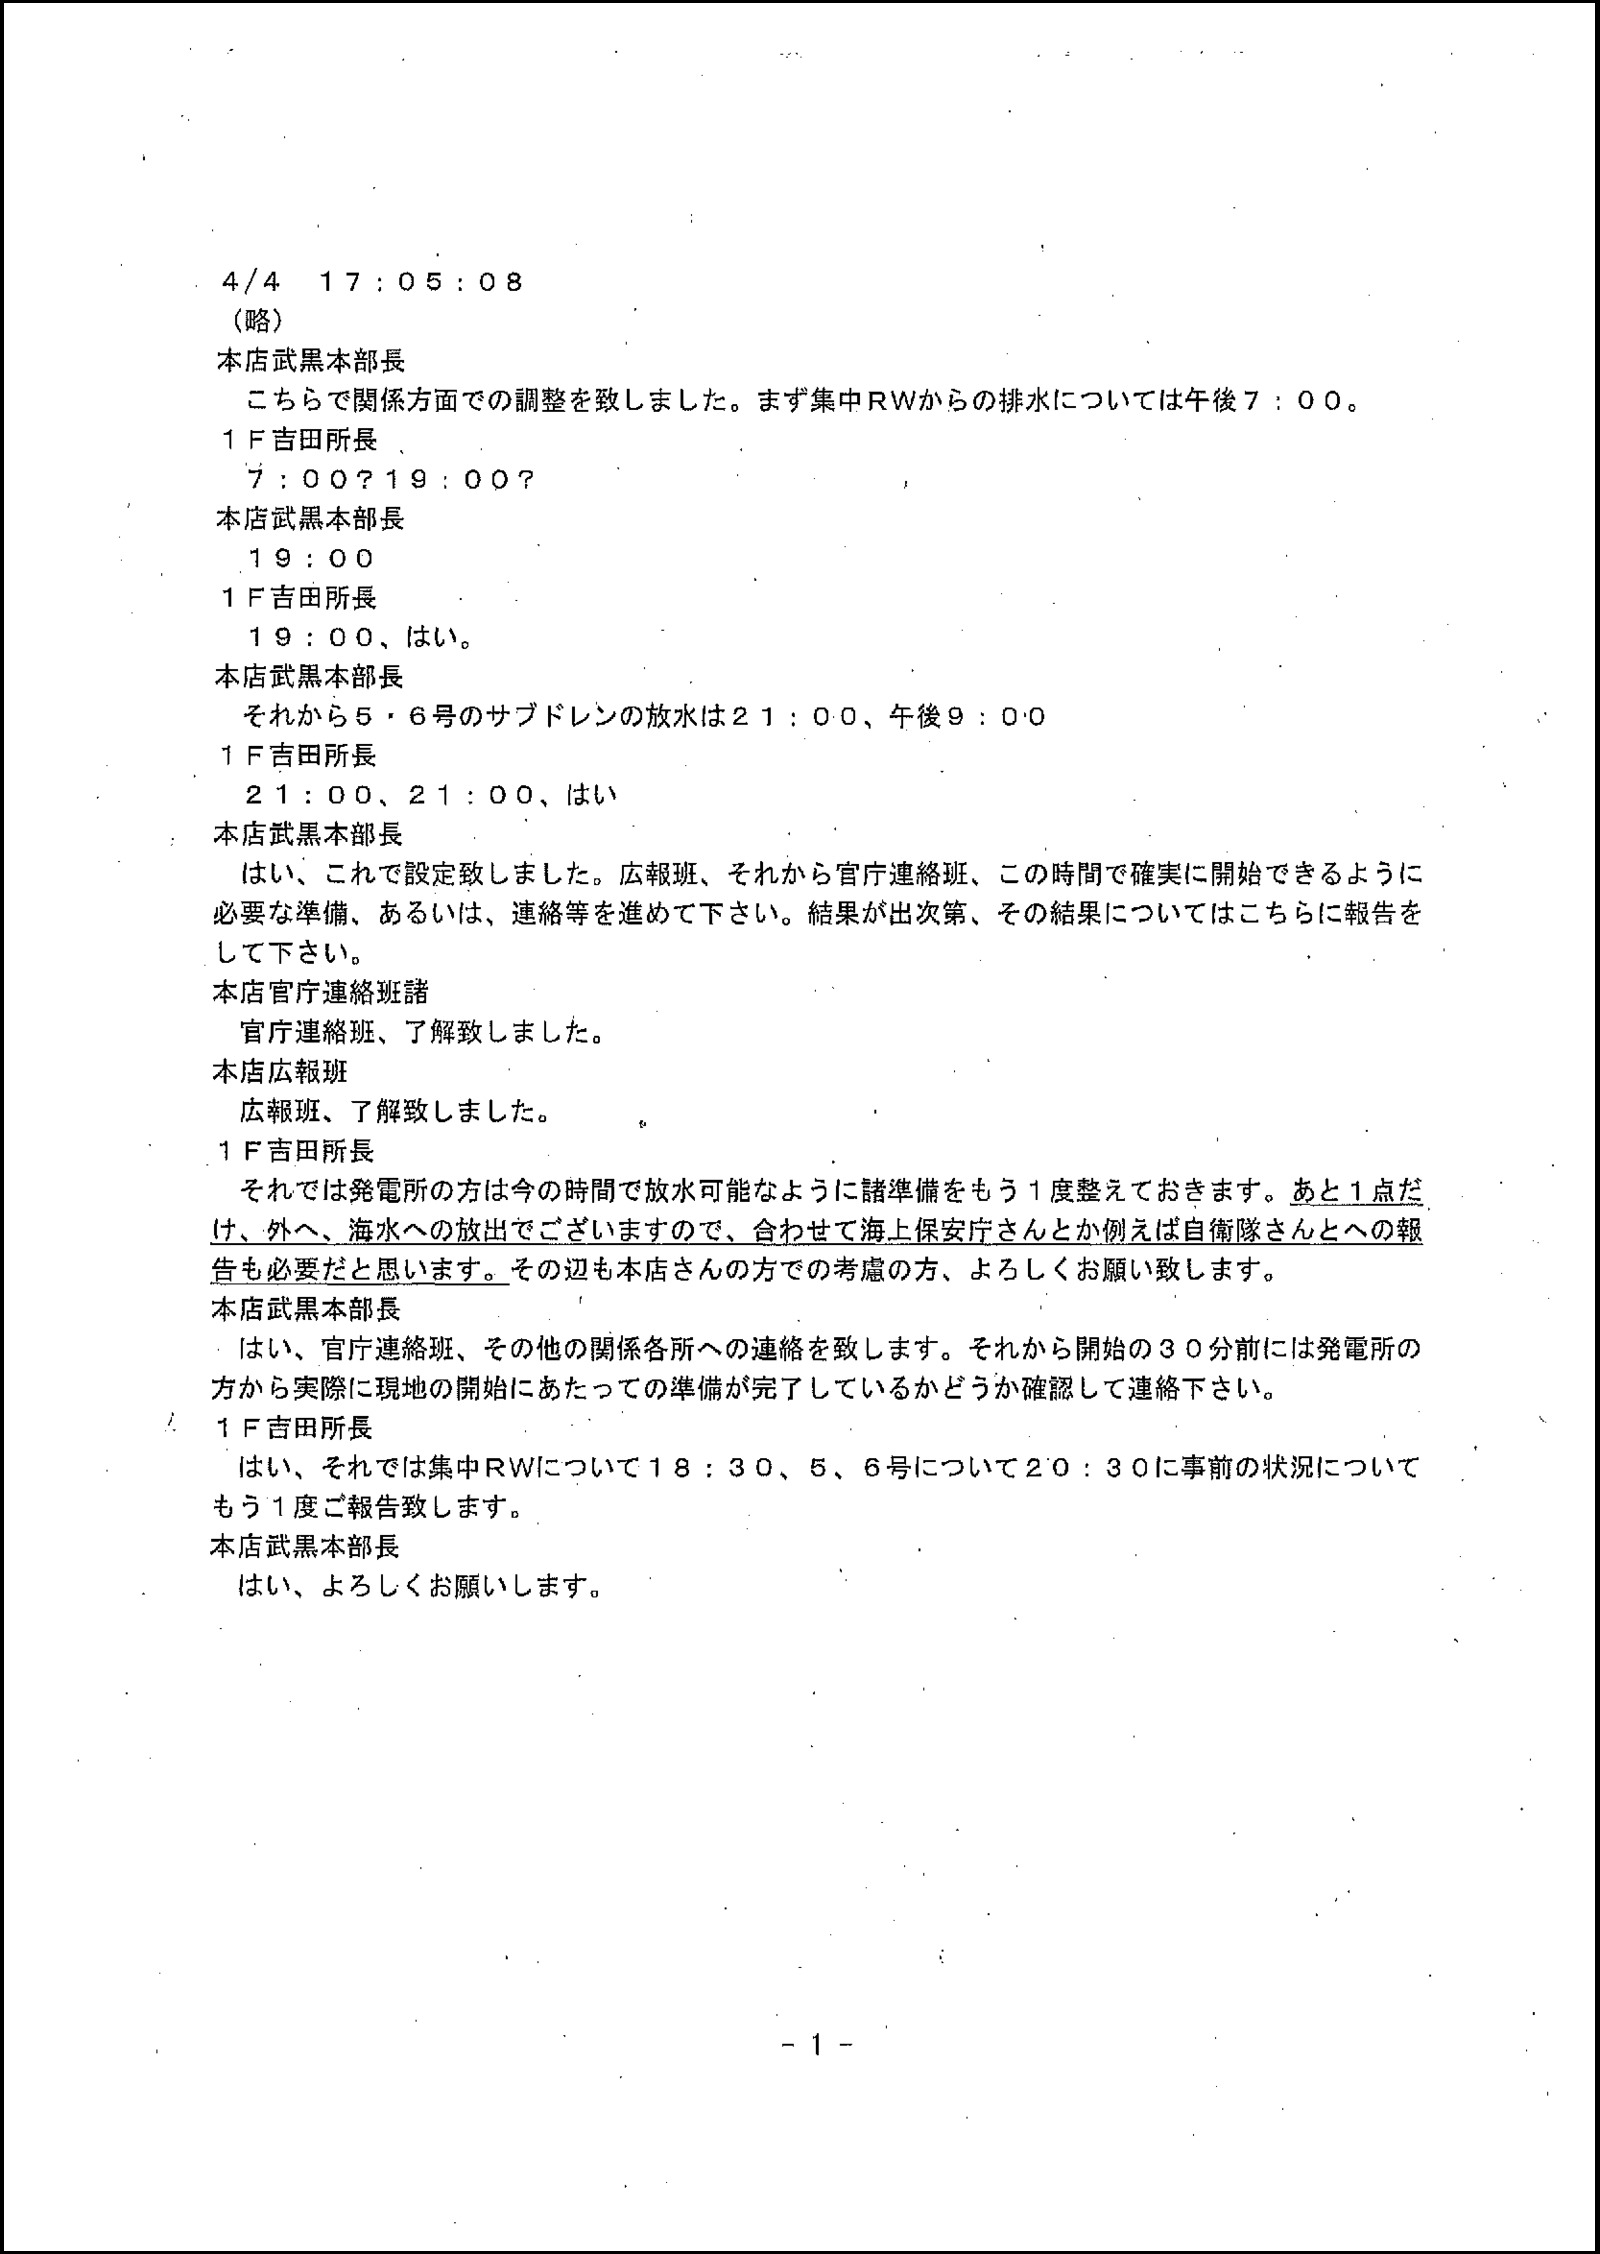 4/4 17:05:08
(略)
本店武黒本部長
こちらで関係方面での調整を致しました。まず集中RWからの排水については午後7:00。
1F吉田所長
7:00?19:00?
本店武黒本部長
19:00
1F吉田所長
19:00、はい。
本店武黒本部長
それから5・6号のサブドレンの放水は21:00、午後9:00
1F吉田所長
21:00、21:00、はい
本店武黒本部長
はい、これで設定致しました。広報班、それから官庁連絡班、この時間で確実に開始できるように
必要な準備、あるいは、連絡等を進めて下さい。結果が出次第、その結果についてはこちらに報告を
して下さい。
本店官庁連絡班諸
官庁連絡班、了解致しました。
本店広報班
広報班、了解致しました。
1F吉田所長
それでは発電所の方は今の時間で放水可能なように諸準備をもう1度整えておきます。あと1点だ
け、外へ、海水への放出でございますので、合わせて海上保安庁さんとか例えば自衛隊さんとへの報
告も必要だと思います。その辺も本店さんの方での考慮の方、よろしくお願い致します。
本店武黒本部長
はい、官庁連絡班、その他の関係各所への連絡を致します。それから開始の30分前には発電所の
方から実際に現地の開始にあたっての準備が完了しているかどうか確認して連絡下さい。
1F吉田所長
はい、それでは集中RWについて18:30、5、6号について20:30に事前の状況について
もう1度ご報告致します。
本店武黒本部長
はい、よろしくお願いします。
- 1 -